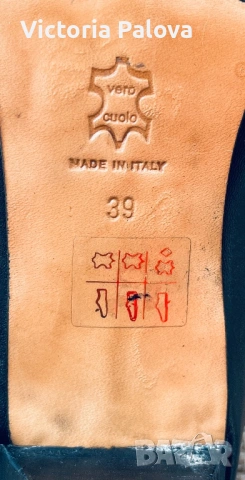 Victoria Palova
vero
cuoio
MADE IN ITALY
39
BAZAR